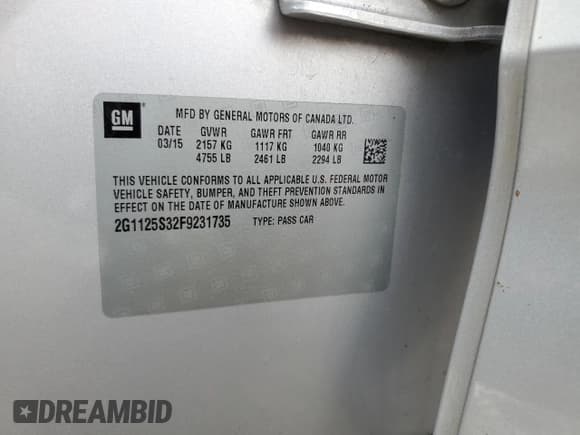 GM
MFD BY GENERAL MOTORS OF CANADA LTD.
DATE GVWR GAWR FRT GAWR RR
03/15 2157 KG 1117 KG 1040 KG
4755 LB 2461 LB 2294 LB
THIS VEHICLE CONFORMS TO ALL APPLICABLE U.S. FEDERAL MOTOR
VEHICLE SAFETY, BUMPER, AND THEFT PREVENTION STANDARDS IN
EFFECT ON THE DATE OF MANUFACTURE SHOWN ABOVE.
2G1125S32F9231735 TYPE: PASS CAR
DREAMBID